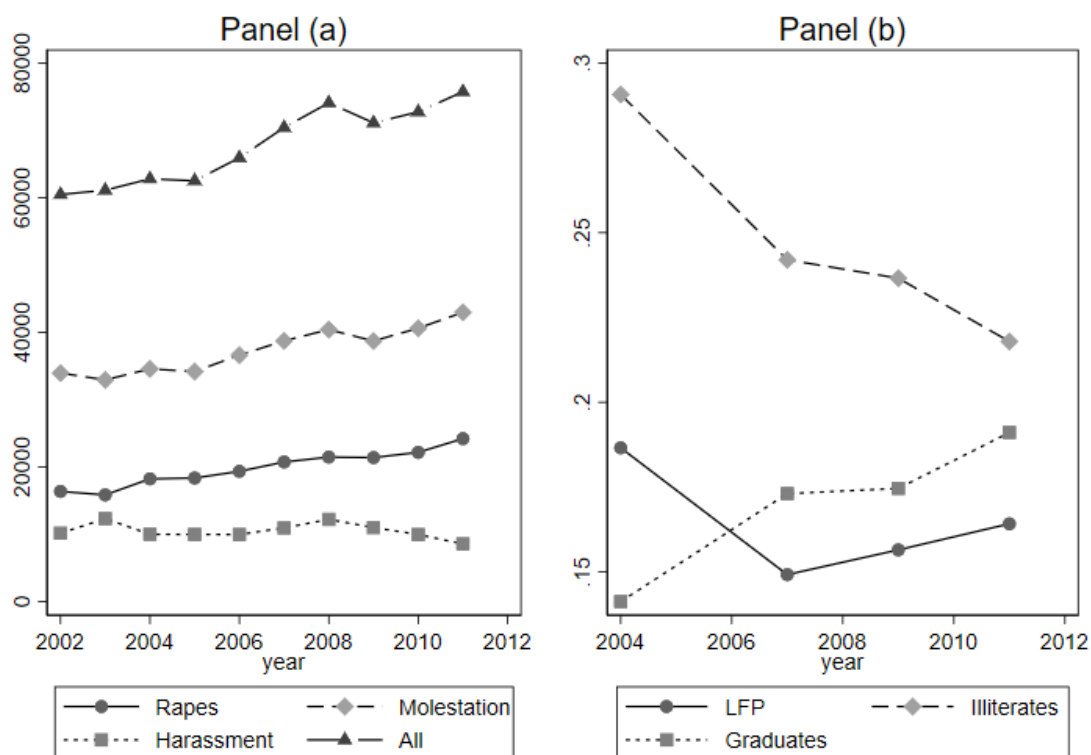 Panel (a)
80000
60000
40000
20000
0
2002 2004 2006 2008 2010 2012
year
Rapes Molestation
Harassment All
Panel (b)
.3
.25
.2
.15
2004 2006 2008 2010 2012
year
LFP Illiterates
Graduates